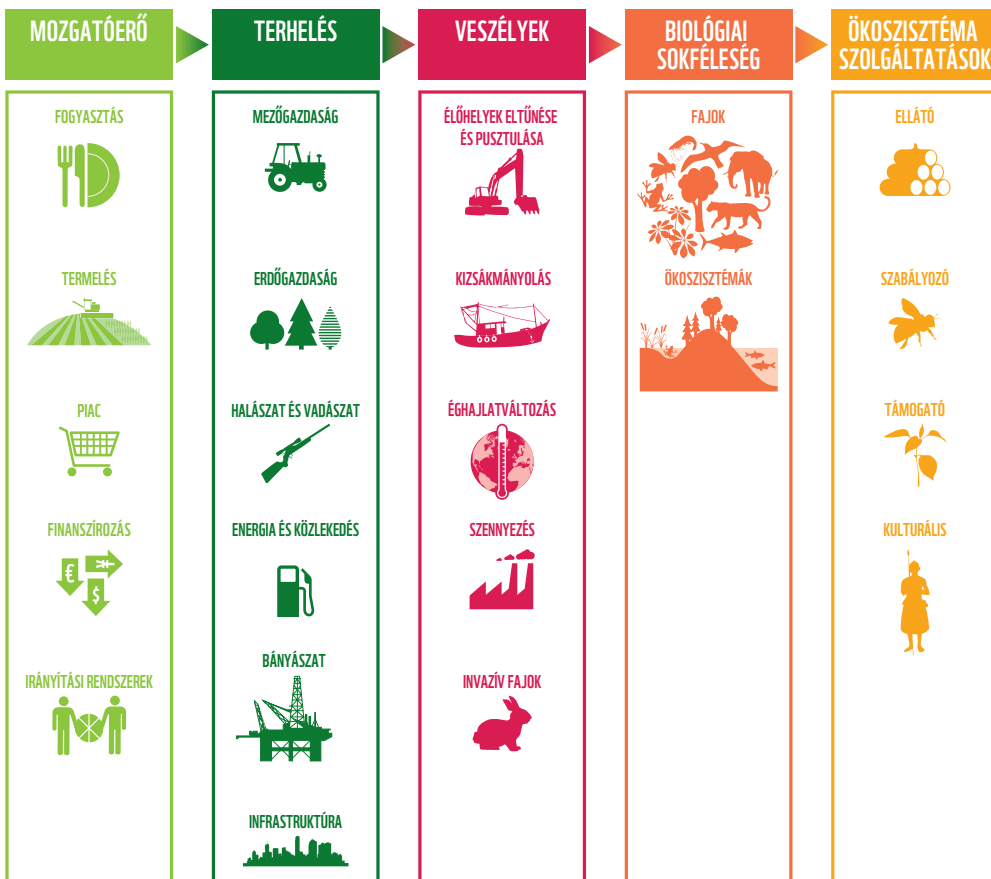 MOZGATÓERŐ
TERHELÉS
VESZÉLYEK
BIOLÓGIAI
SOKFÉLESÉG
ÖKOSZISZTÉMA
SZOLGÁLTATÁSOK
FOGYASZTÁS
TERMELÉS
PIAC
FINANSZÍROZÁS
€
$
IRÁNYÍTÁSI RENDSZEREK
MEZŐGAZDASÁG
ERDŐGAZDASÁG
HALÁSZAT ÉS VADÁSZAT
ENERGIA ÉS KÖZLEKEDÉS
BÁNYÁSZAT
INFRASTRUKTÚRA
ÉLŐHELYEK ELTŰNÉSE
ÉS PUSZTULÁSA
KIZSÁKMÁNYOLÁS
ÉGHAJLATVÁLTOZÁS
SZENNYEZÉS
INVAZÍV FAJOK
FAJOK
ÖKOSZISZTÉMÁK
ELLÁTÓ
SZABÁLYOZÓ
TÁMOGATÓ
KULTURÁLIS